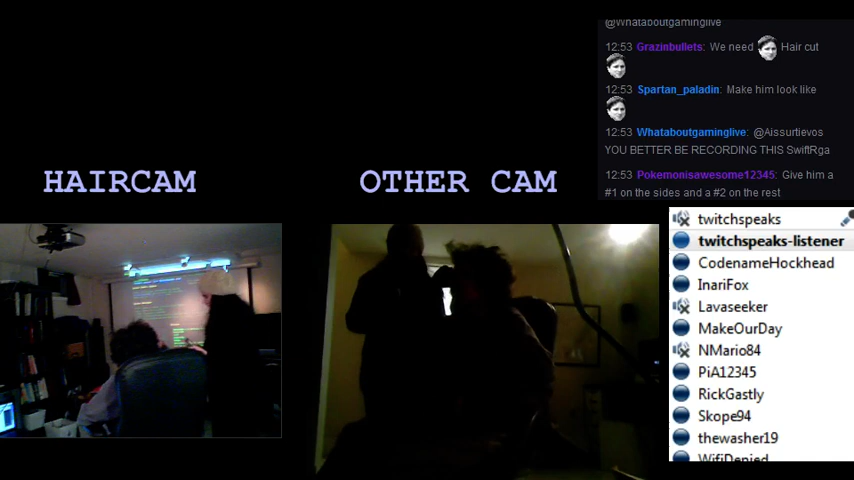 @Whataboutgaminglive
12:53 Grazinbullets: We need Hair cut
12:53 Spartan_paladin: Make him look like
12:53 Whataboutgaminglive: @Aissurtievos
YOU BETTER BE RECORDING THIS SwiftRga
12:53 Pokemonisawesome12345: Give him a
#1 on the sides and a #2 on the rest
HAIRCAM
OTHER CAM
twitchspeaks
twitchspeaks-listener
CodenameHockhead
InariFox
Lavaseeker
MakeOurDay
NMario84
PiA12345
RickGastly
Skope94
thewasher19
WifiDenied